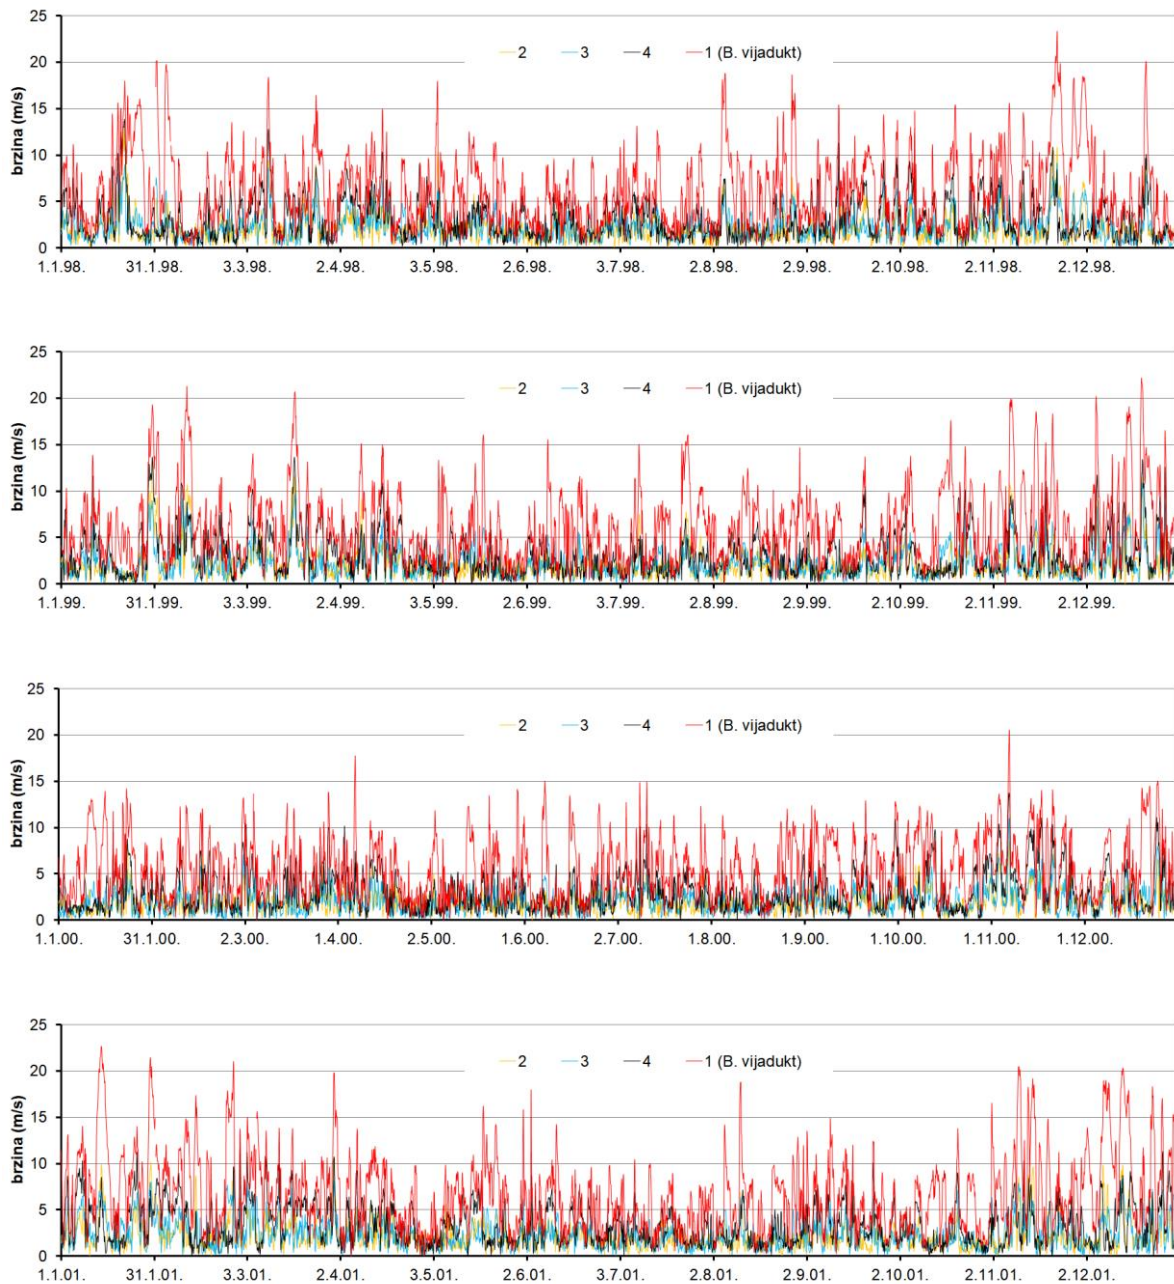 brzina (m/s)
25
20
15
10
5
0
2 3 4 1 (B. vijadukt)
1.1.98. 31.1.98. 3.3.98. 2.4.98. 3.5.98. 2.6.98. 3.7.98. 2.8.98. 2.9.98. 2.10.98. 2.11.98. 2.12.98.
brzina (m/s)
25
20
15
10
5
0
2 3 4 1 (B. vijadukt)
1.1.99. 31.1.99. 3.3.99. 2.4.99. 3.5.99. 2.6.99. 3.7.99. 2.8.99. 2.9.99. 2.10.99. 2.11.99. 2.12.99.
brzina (m/s)
25
20
15
10
5
0
2 3 4 1 (B. vijadukt)
1.1.00. 31.1.00. 2.3.00. 1.4.00. 2.5.00. 1.6.00. 2.7.00. 1.8.00. 1.9.00. 1.10.00. 1.11.00. 1.12.00.
brzina (m/s)
25
20
15
10
5
0
2 3 4 1 (B. vijadukt)
1.1.01. 31.1.01. 3.3.01. 2.4.01. 3.5.01. 2.6.01. 3.7.01. 2.8.01. 2.9.01. 2.10.01. 2.11.01. 2.12.01.